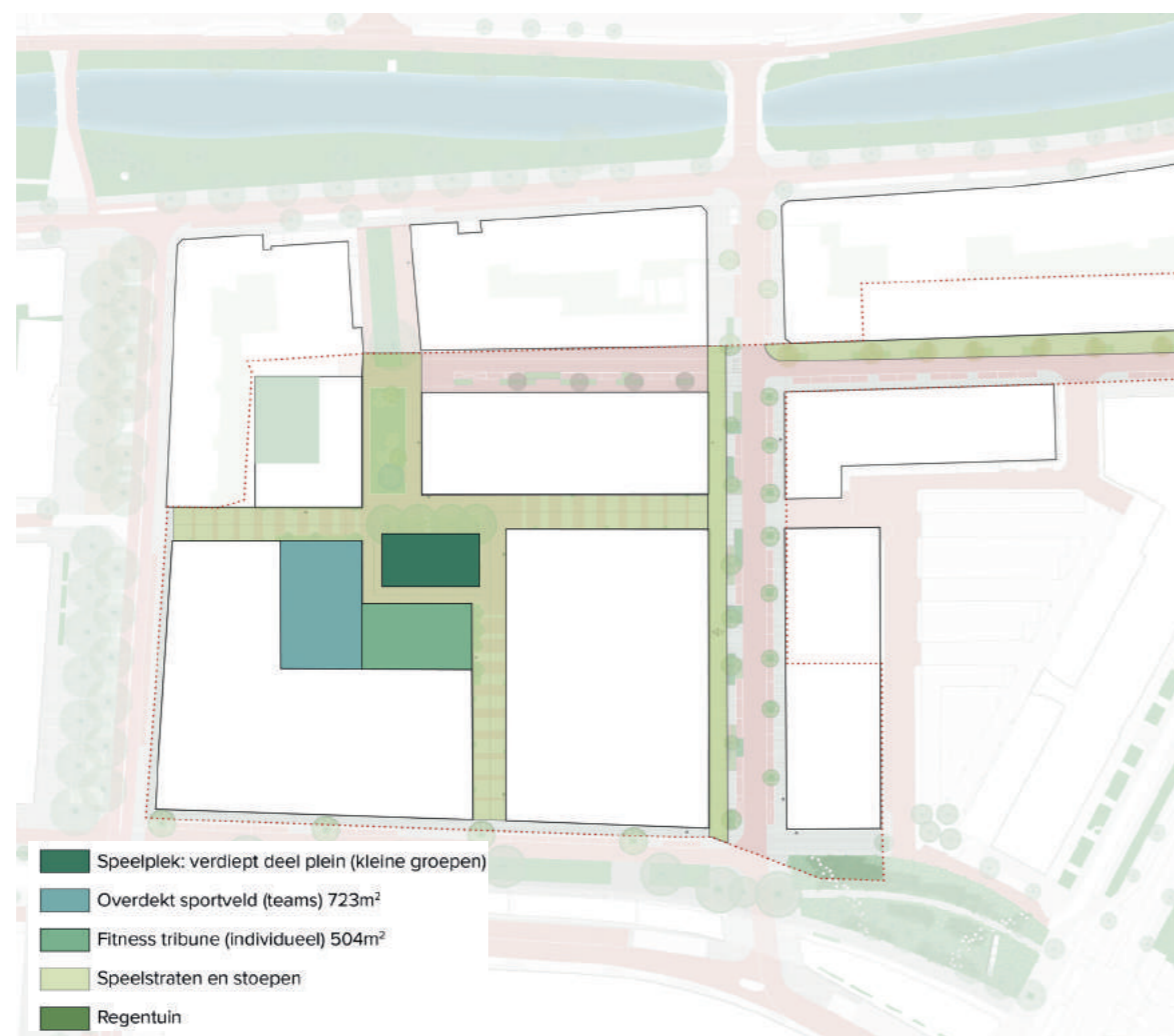 Speelplek: verdiept deel plein (kleine groepen)
Overdekt sportveld (teams) 723m²
Fitness tribune (individueel) 504m²
Speelstraten en stoepen
Regentuin